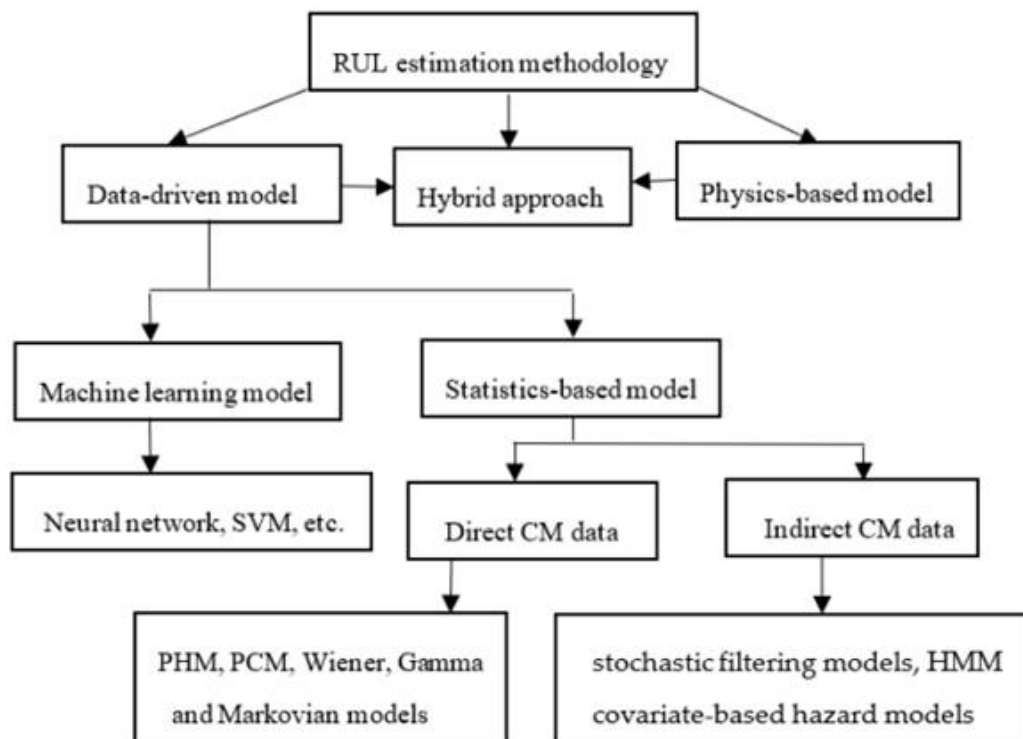 RUL estimation methodology
Data-driven model
Hybrid approach
Physics-based model
Machine learning model
Statistics-based model
Neural network, SVM, etc.
Direct CM data
Indirect CM data
PHM, PCM, Wiener, Gamma
and Markovian models
stochastic filtering models, HMM
covariate-based hazard models